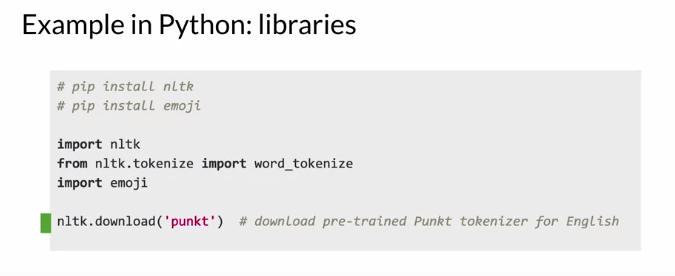 Example in Python: libraries
# pip install nltk
# pip install emoji
import nltk
from nltk.tokenize import word_tokenize
import emoji
nltk.download('punkt')  # download pre-trained Punkt tokenizer for English